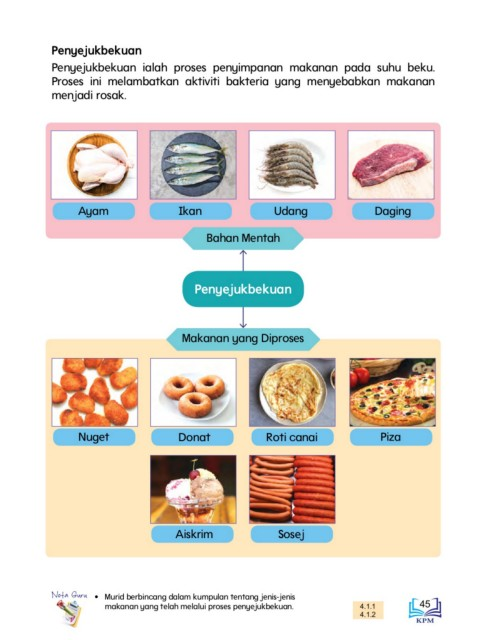 Penyejukbekuan
Penyejukbekuan ialah proses penyimpanan makanan pada suhu beku.
Proses ini melambatkan aktiviti bakteria yang menyebabkan makanan
menjadi rosak.
Ayam
Ikan
Udang
Daging
Bahan Mentah
Penyejukbekuan
Makanan yang Diproses
Nuget
Donat
Roti canai
Piza
Aiskrim
Sosej
Nota Guru
• Murid berbincang dalam kumpulan tentang jenis-jenis
makanan yang telah melalui proses penyejukbekuan.
4.1.1
4.1.2
45
KPM